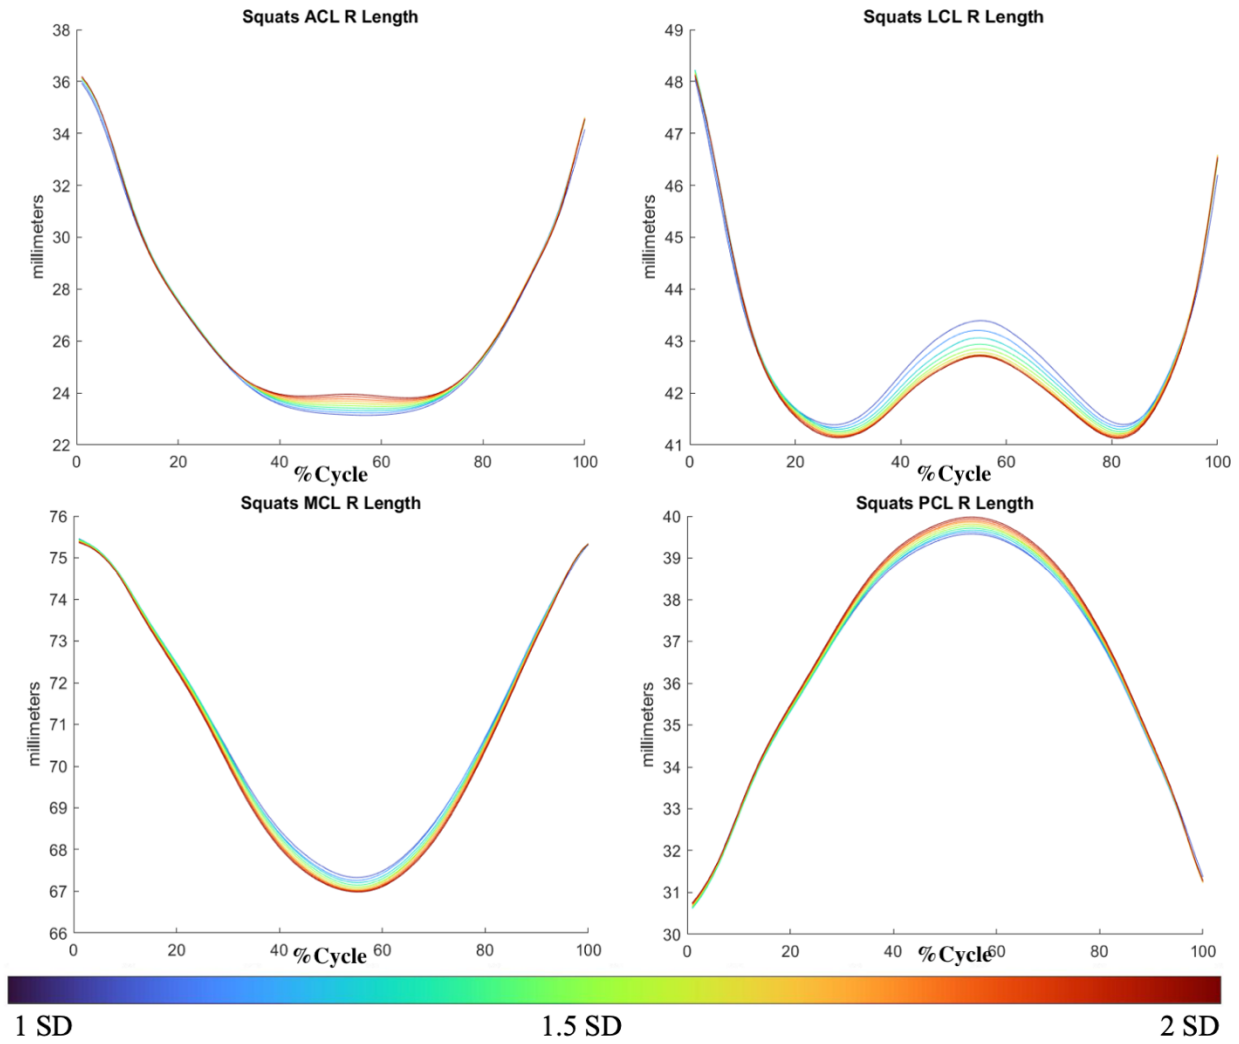 Squats ACL R Length
38
36
34
32
30
28
26
24
22
millimeters
0 20 40 60 80 100
%Cycle
Squats LCL R Length
49
48
47
46
45
44
43
42
41
millimeters
0 20 40 60 80 100
%Cycle
Squats MCL R Length
76
75
74
73
72
71
70
69
68
67
66
millimeters
0 20 40 60 80 100
%Cycle
Squats PCL R Length
40
39
38
37
36
35
34
33
32
31
30
millimeters
0 20 40 60 80 100
%Cycle
1 SD 1.5 SD 2 SD